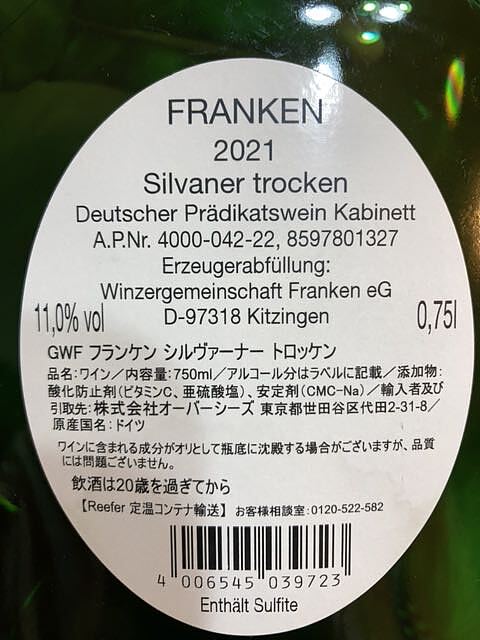 FRANKEN
2021
Silvaner trocken
Deutscher Prädikatswein Kabinett
A.P.Nr. 4000-042-22, 8597801327
Erzeugerabfüllung:
Winzergemeinschaft Franken eG
11,0% vol D-97318 Kitzingen 0,75l
GWF フランケン シルヴァーナー トロッケン
品名:ワイン/内容量:750ml/アルコール分はラベルに記載/添加物:
酸化防止剤(ビタミンC、亜硫酸塩)、安定剤(CMC-Na)/輸入者及び
引取先:株式会社オーバーシーズ 東京都世田谷区代田2-31-8/
原産国名:ドイツ
ワインに含まれる成分がオリとして瓶底に沈殿する場合がございますが、品質
には問題ございません。
飲酒は20歳を過ぎてから
【Reefer 定温コンテナ輸送】 お客様相談室:0120-522-582
4 006545 039723
Enthält Sulfite